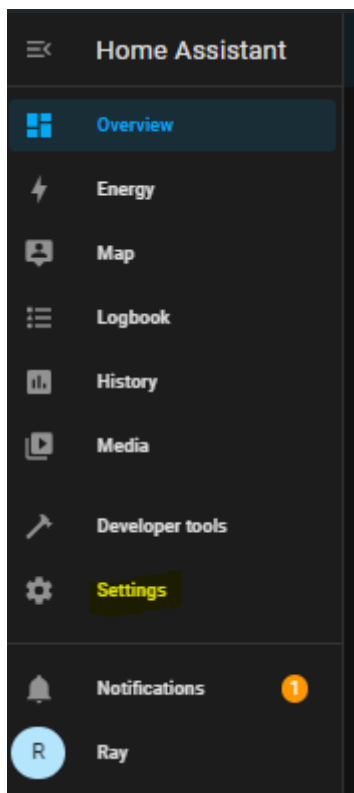 Home Assistant
Overview
Energy
Map
Logbook
History
Media
Developer tools
Settings
Notifications 1
R Ray